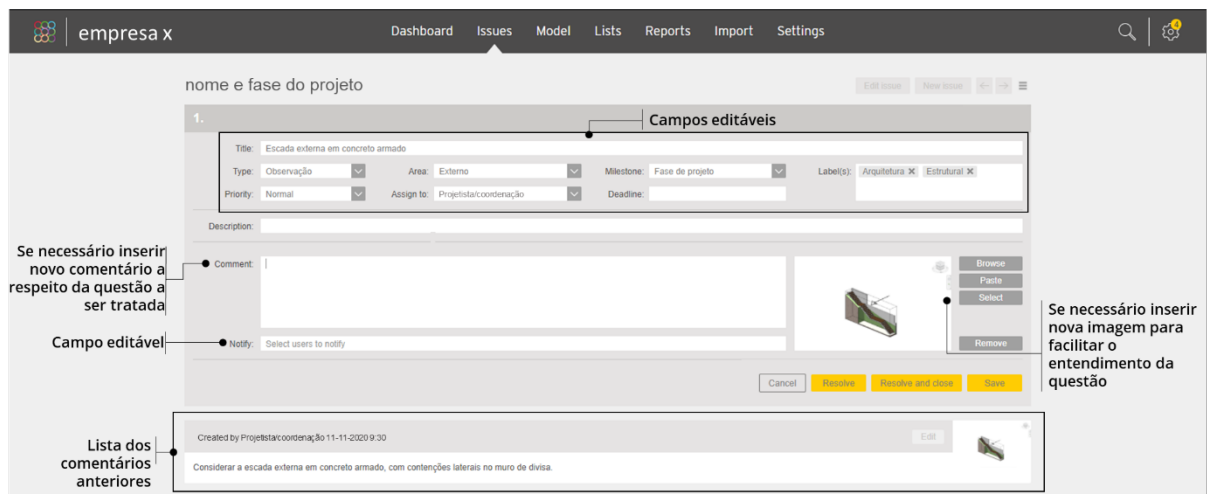 empresa x
Dashboard Issues Model Lists Reports Import Settings
4
nome e fase do projeto
Edit issue New issue
1.
Campos editáveis
Title: Escada externa em concreto armado
Type: Observação Area: Externo Milestone: Fase de projeto Label(s): Arquitetura Estrutural
Priority: Normal Assign to: Projetista/coordenação Deadline:
Description:
Se necessário inserir
novo comentário a
respeito da questão a
ser tratada
Comment:
Browse
Paste
Select
Remove
Se necessário inserir
nova imagem para
facilitar o
entendimento da
questão
Campo editável
Notify: Select users to notify
Cancel Resolve Resolve and close Save
Lista dos
comentários
anteriores
Created by Projetista/coordenação 11-11-2020 9:30 Edit
Considerar a escada externa em concreto armado, com contenções laterais no muro de divisa.